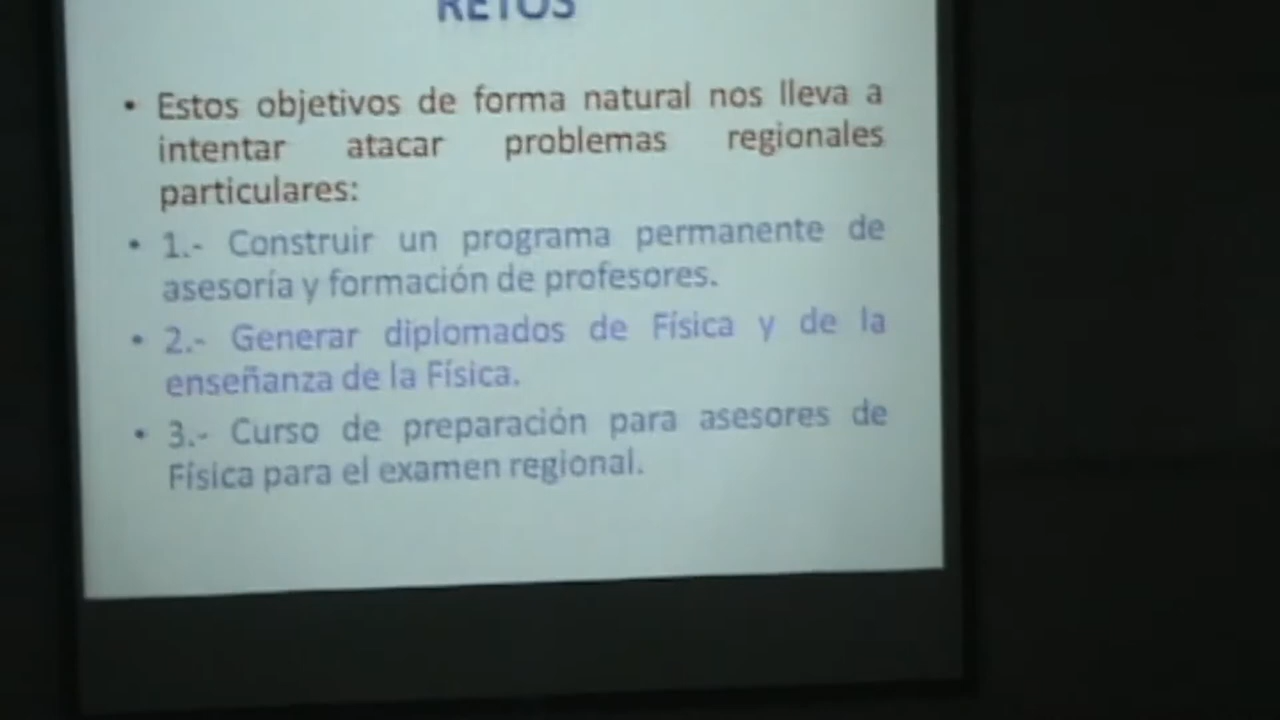 RETOS
• Estos objetivos de forma natural nos lleva a
intentar atacar problemas regionales
particulares:
• 1.- Construir un programa permanente de
asesoría y formación de profesores.
• 2.- Generar diplomados de Física y de la
enseñanza de la Física.
• 3.- Curso de preparación para asesores de
Física para el examen regional.